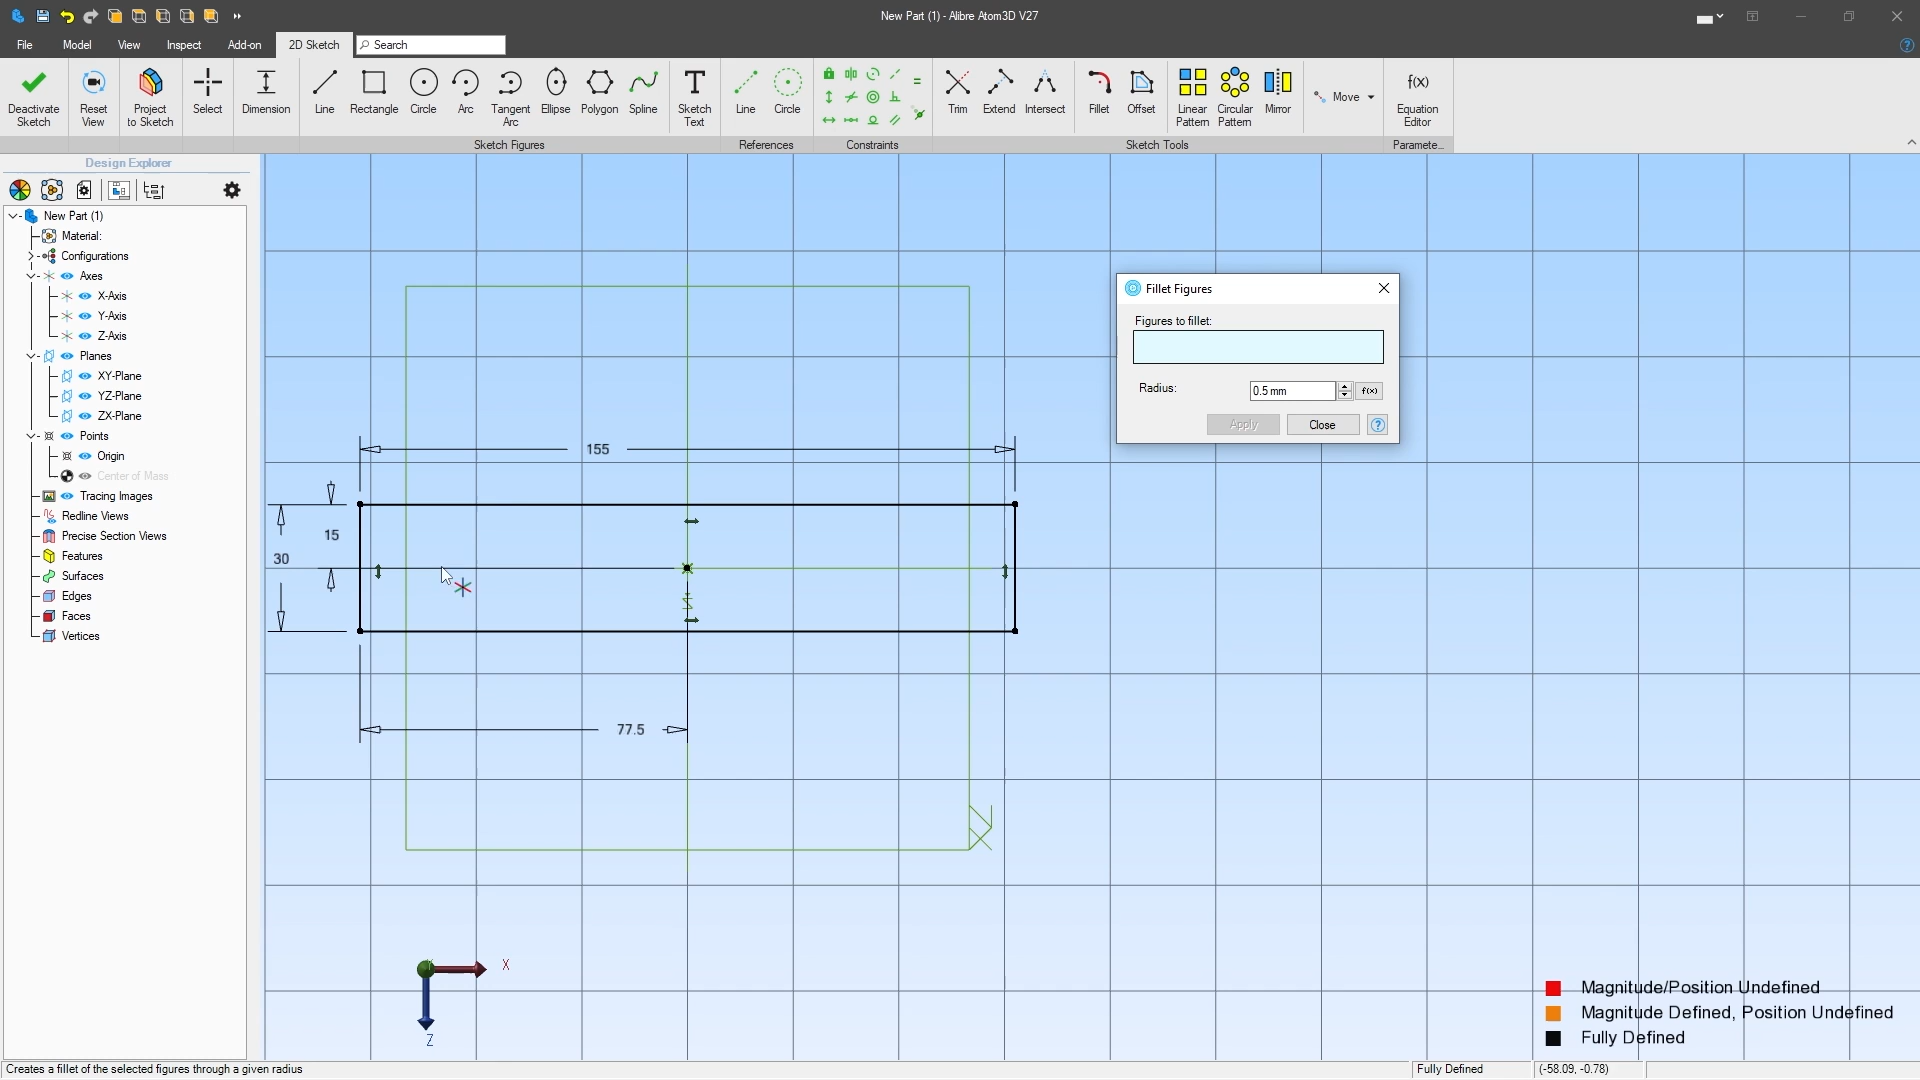 New Part (1) - Alibre Atom3D V27
File Model View Inspect Add-on 2D Sketch Search
Deactivate Sketch
Reset View
Project to Sketch
Select
Dimension
Line
Rectangle
Circle
Arc
Tangent Arc
Ellipse
Polygon
Spline
Sketch Text
Line
Circle
Trim
Extend
Intersect
Fillet
Offset
Linear Pattern
Circular Pattern
Mirror
Move
f(x)
Equation Editor
Sketch Figures
References
Constraints
Sketch Tools
Paramete...
Design Explorer
New Part (1)
Material:
Configurations
Axes
X-Axis
Y-Axis
Z-Axis
Planes
XY-Plane
YZ-Plane
ZX-Plane
Points
Origin
Center of Mass
Tracing Images
Redline Views
Precise Section Views
Features
Surfaces
Edges
Faces
Vertices
Fillet Figures
Figures to fillet:
Radius: 0.5 mm f(x)
Apply Close ?
155
15
30
77.5
X
Z
Magnitude/Position Undefined
Magnitude Defined, Position Undefined
Fully Defined
Creates a fillet of the selected figures through a given radius
Fully Defined
(-58.09, -0.78)